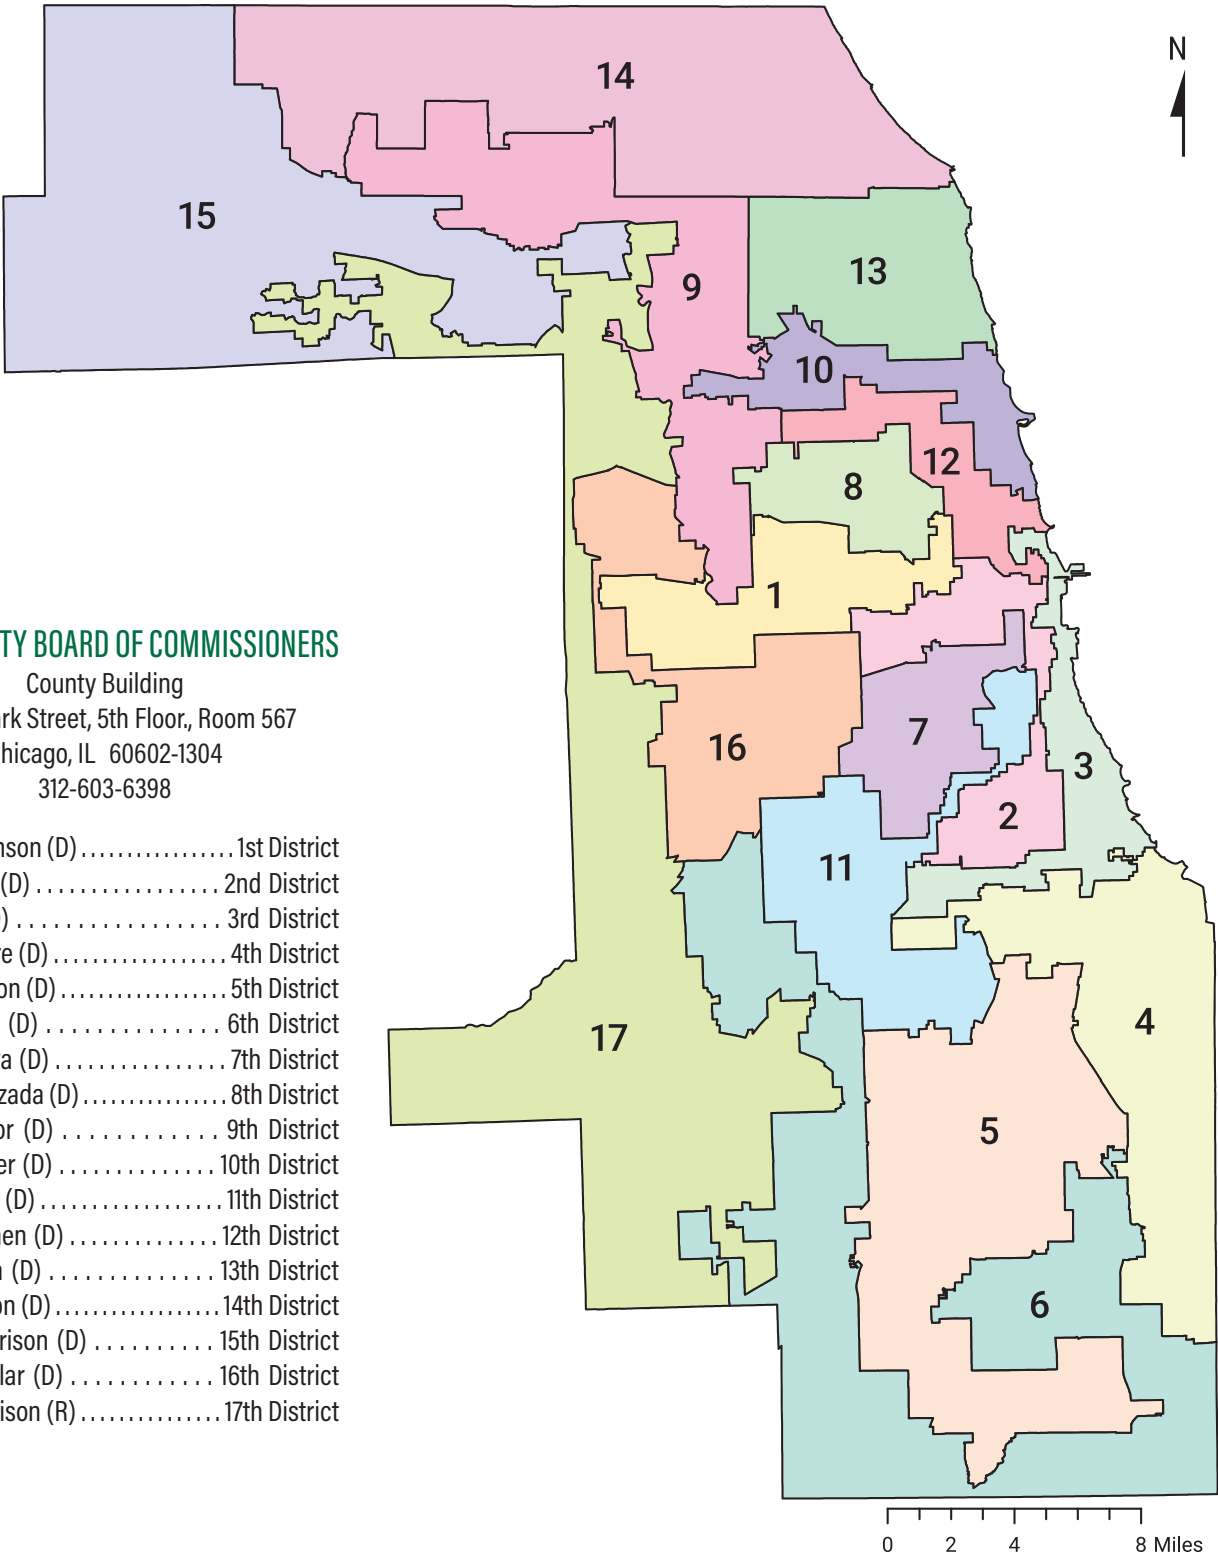 N
14
15
13
9
10
12
8
1
TY BOARD OF COMMISSIONERS
County Building
rk Street, 5th Floor., Room 567
hicago, IL 60602-1304
312-603-6398
7
16
3
2
11
nson (D)................1st District
(D)..................2nd District
)..................3rd District
re (D)..................4th District
on (D)..................5th District
(D)...............6th District
17
4
a (D)................7th District
zada (D)...............8th District
or (D)............9th District
5
er (D).............10th District
(D)..................11th District
en (D)..............12th District
n (D)..............13th District
on (D)..................14th District
6
rison (D)..........15th District
lar (D)............16th District
ison (R)...............17th District
0 2 4 8 Miles